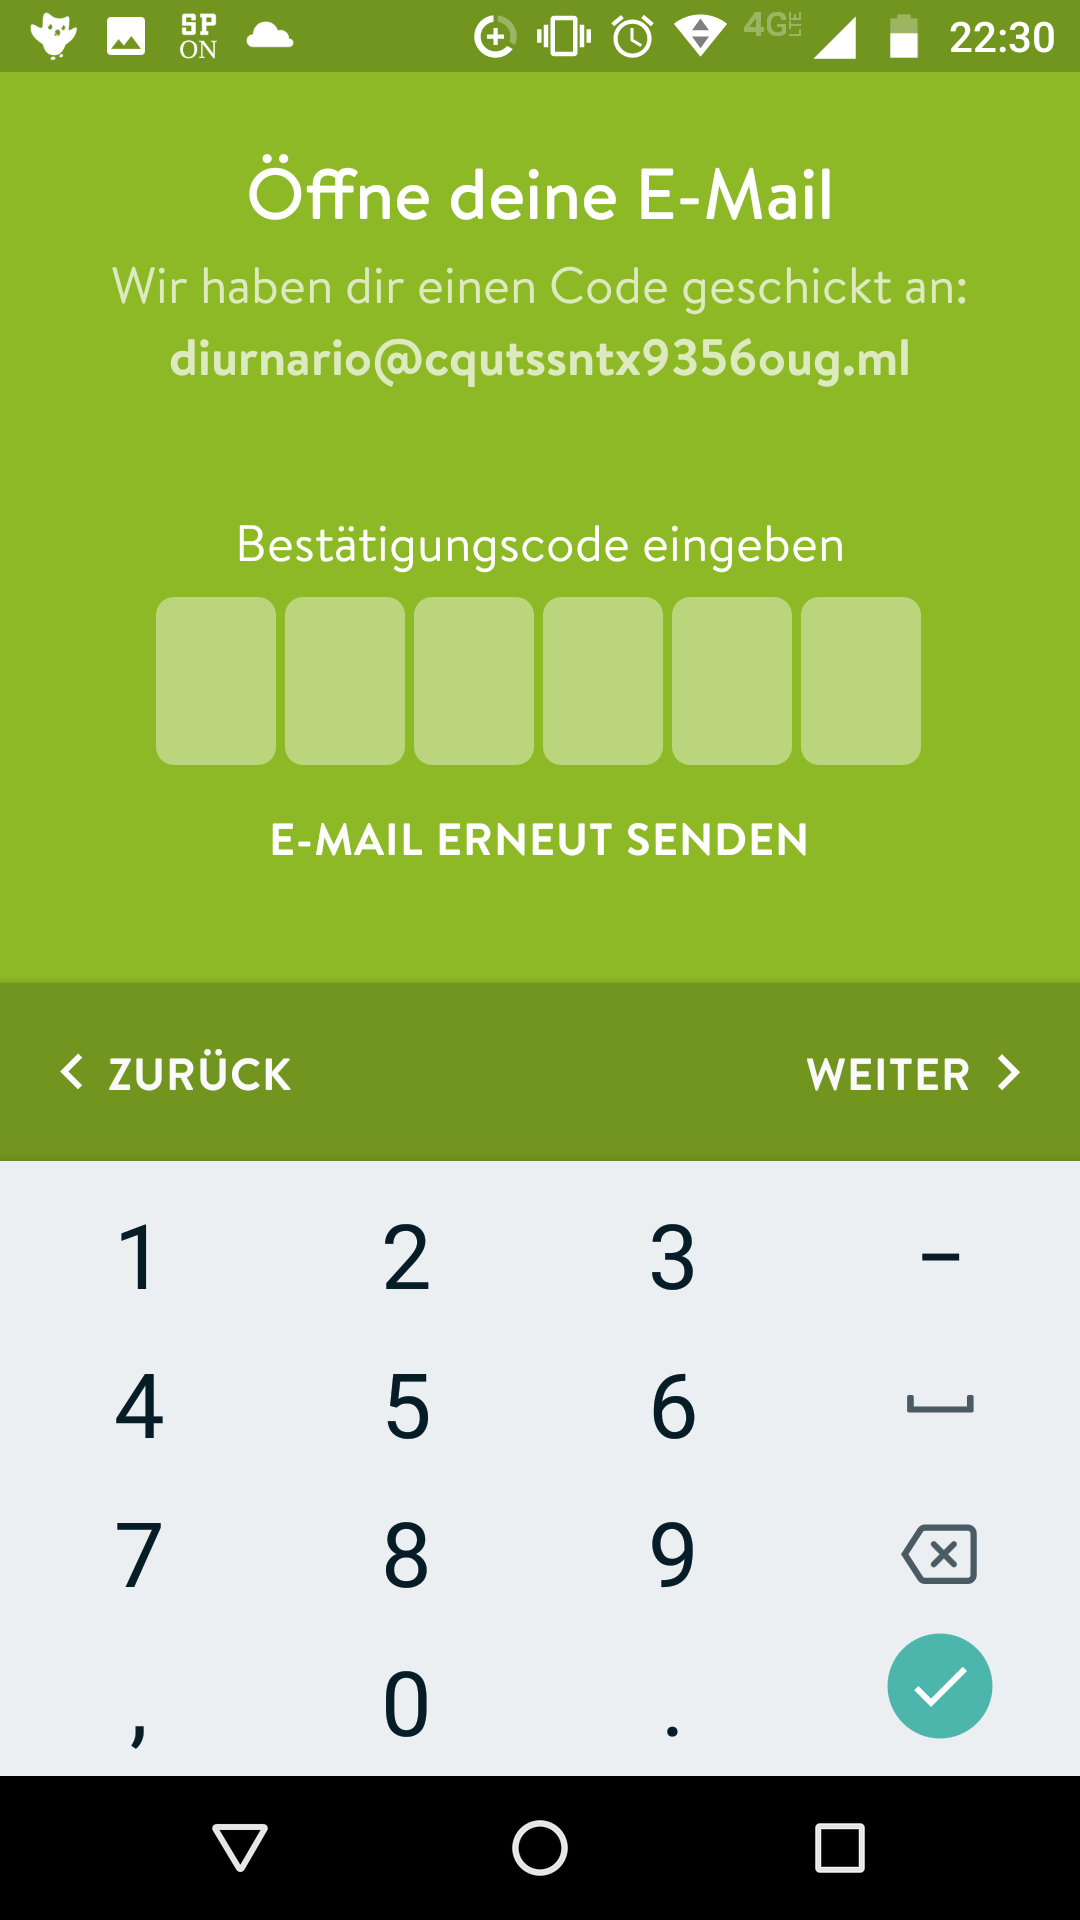 SP
ON
4G LTE
22:30
Öffne deine E-Mail
Wir haben dir einen Code geschickt an:
diurnario@cqutssntx9356oug.ml
Bestätigungscode eingeben
E-MAIL ERNEUT SENDEN
ZURÜCK
WEITER
1 2 3 –
4 5 6
7 8 9
, 0 .